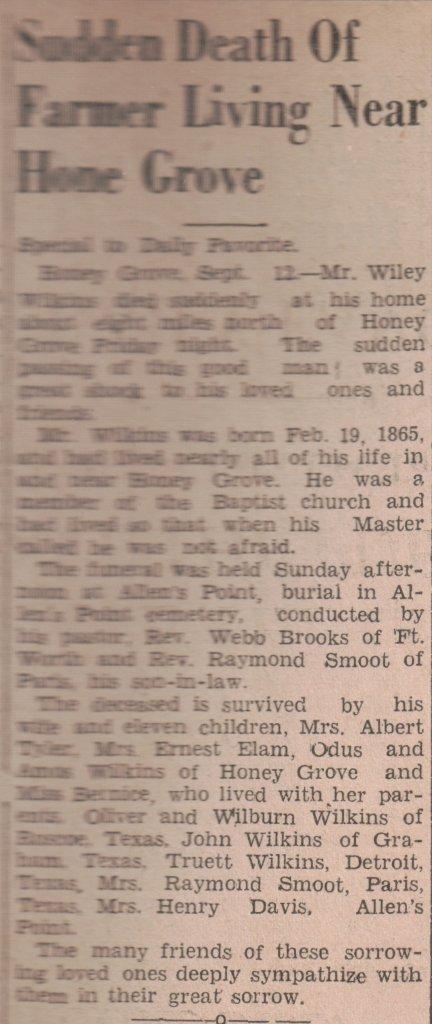 Sudden Death Of
Farmer Living Near
Hone Grove
Special to Daily Favorite.
Honey Grove, Sept. 12.—Mr. Wiley
Wilkins died suddenly at his home
about eight miles north of Honey
Grove Friday night. The sudden
passing of this good man was a
great shock to his loved ones and
friends.
Mr. Wilkins was born Feb. 19, 1865,
and had lived nearly all of his life in
and near Honey Grove. He was a
member of the Baptist church and
had lived so that when his Master
called he was not afraid.
The funeral was held Sunday after-
noon at Allen's Point, burial in Al-
len's Point cemetery, conducted by
his pastor, Rev. Webb Brooks of Ft.
Worth and Rev. Raymond Smoot of
Paris, his son-in-law.
The deceased is survived by his
wife and eleven children, Mrs. Albert
Tyler, Mrs. Ernest Elam, Odus and
Wilkins of Honey Grove and
Miss Bernice, who lived with her par-
ents. Oliver and Wilburn Wilkins of
Roscoe, Texas, John Wilkins of Gra-
ham, Texas. Truett Wilkins, Detroit,
Texas, Mrs. Raymond Smoot, Paris,
Texas. Mrs. Henry Davis, Allen's
Point.
The many friends of these sorrow-
ing loved ones deeply sympathize with
them in their great sorrow.